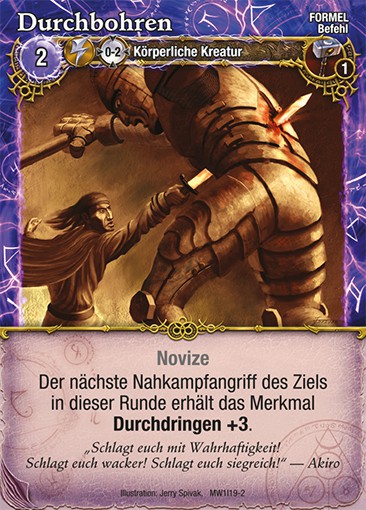 Durchbohren
FORMEL
Befehl
2
0-2
Körperliche Kreatur
1
Novize
Der nächste Nahkampfangriff des Ziels
in dieser Runde erhält das Merkmal
Durchdringen +3.
„Schlagt euch mit Wahrhaftigkeit!
Schlagt euch wacker! Schlagt euch siegreich!“ — Akiro
Illustration: Jerry Spivak, MW1I19-2